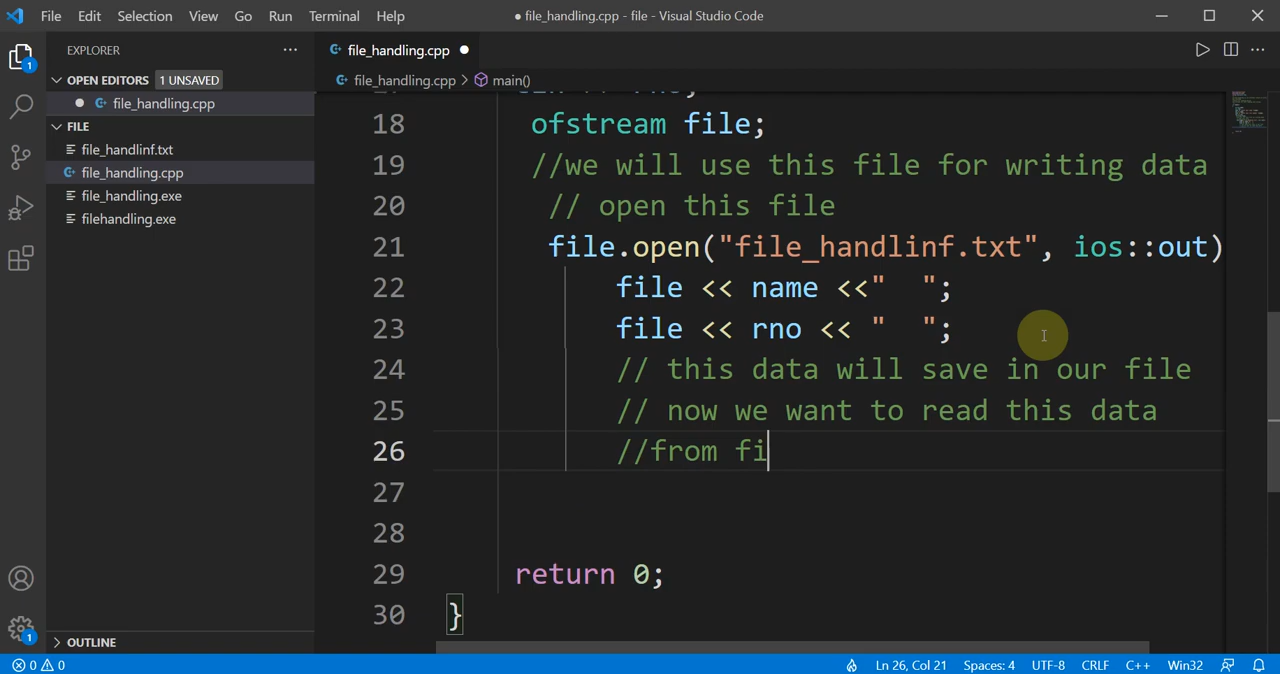 File Edit Selection View Go Run Terminal Help
● file_handling.cpp - file - Visual Studio Code
EXPLORER
file_handling.cpp
OPEN EDITORS 1 UNSAVED
file_handling.cpp > main()
file_handling.cpp
FILE
file_handlinf.txt
file_handling.cpp
file_handling.exe
filehandling.exe
18 ofstream file;
19 //we will use this file for writing data
20 // open this file
21 file.open("file_handlinf.txt", ios::out)
22 file << name <<"  ";
23 file << rno << "  ";
24 // this data will save in our file
25 // now we want to read this data
26 //from fi
27
28
29 return 0;
30 }
OUTLINE
1
1
0 0
Ln 26, Col 21 Spaces: 4 UTF-8 CRLF C++ Win32